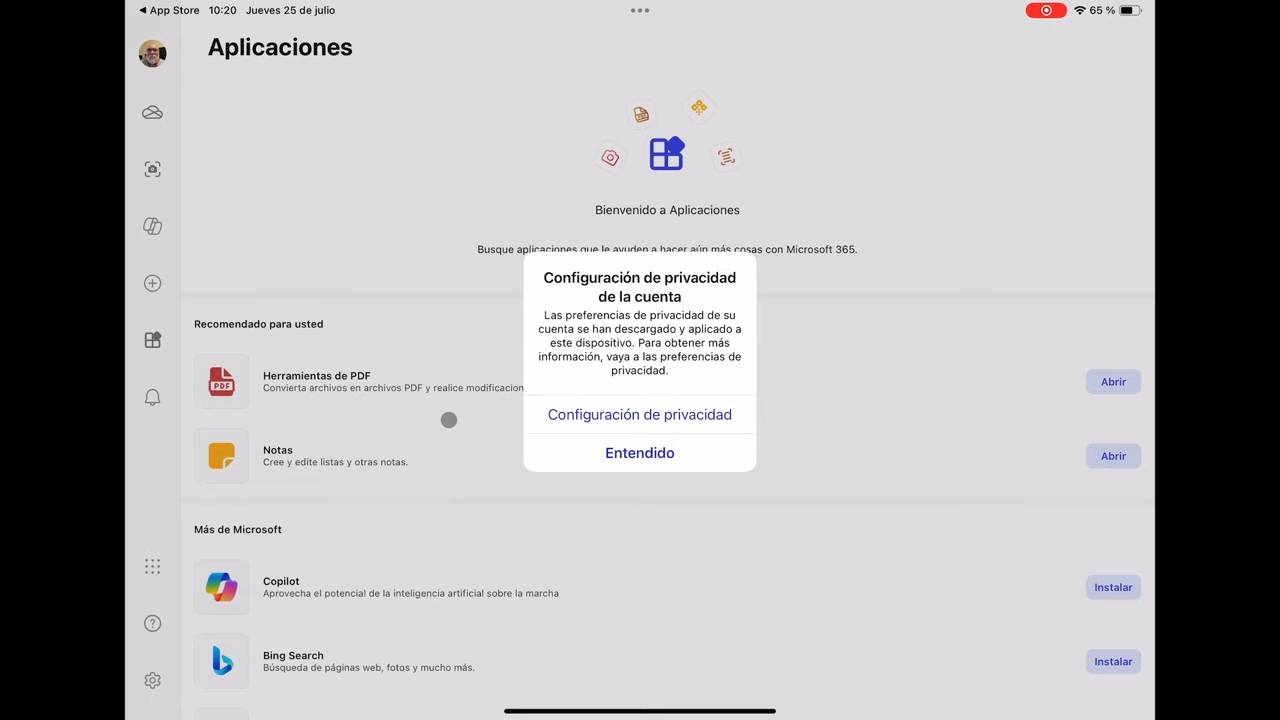 ◀ App Store 10:20 Jueves 25 de julio
65 %
Aplicaciones
Bienvenido a Aplicaciones
Busque aplicaciones que le ayuden a hacer aún más cosas con Microsoft 365.
Configuración de privacidad
de la cuenta
Las preferencias de privacidad de su
cuenta se han descargado y aplicado a
este dispositivo. Para obtener más
información, vaya a las preferencias de
privacidad.
Configuración de privacidad
Entendido
Recomendado para usted
PDF
Herramientas de PDF
Convierta archivos en archivos PDF y realice modificacion
Abrir
Notas
Cree y edite listas y otras notas.
Abrir
Más de Microsoft
Copilot
Aprovecha el potencial de la inteligencia artificial sobre la marcha
Instalar
Bing Search
Búsqueda de páginas web, fotos y mucho más.
Instalar